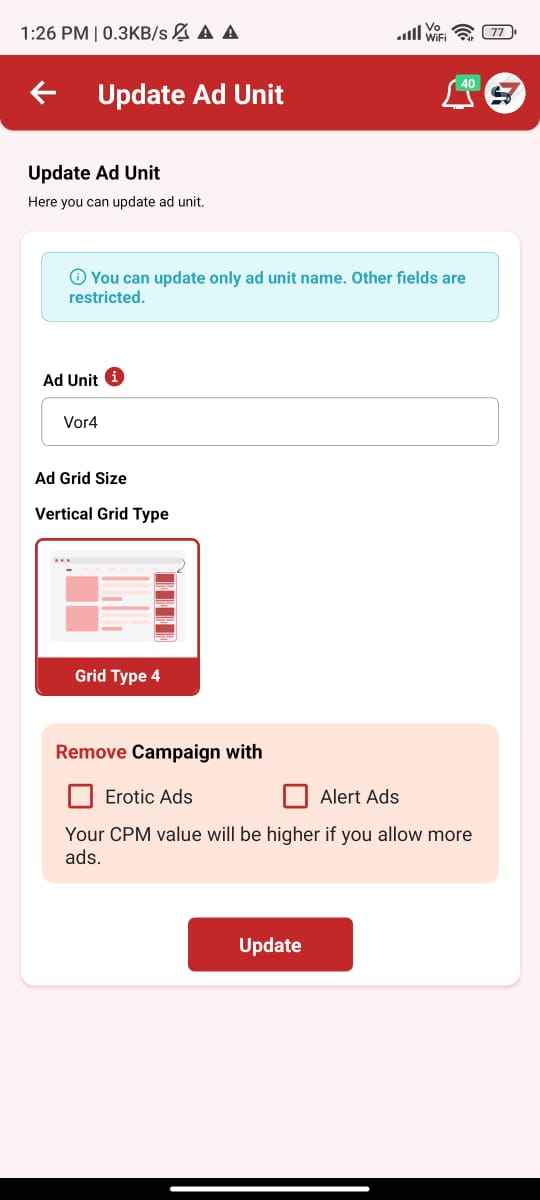 1:26 PM | 0.3KB/s
Vo
WiFi
77
Update Ad Unit
40
Update Ad Unit
Here you can update ad unit.
You can update only ad unit name. Other fields are
restricted.
Ad Unit
Vor4
Ad Grid Size
Vertical Grid Type
Grid Type 4
Remove Campaign with
Erotic Ads
Alert Ads
Your CPM value will be higher if you allow more
ads.
Update